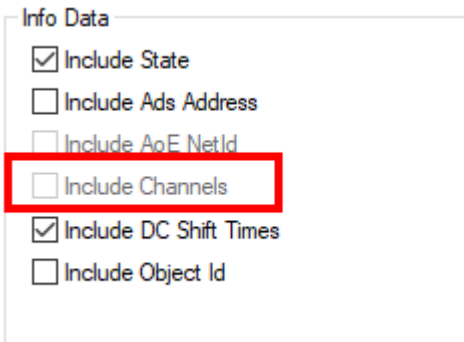 Info Data
Include State
Include Ads Address
Include AoE NetId
Include Channels
Include DC Shift Times
Include Object Id